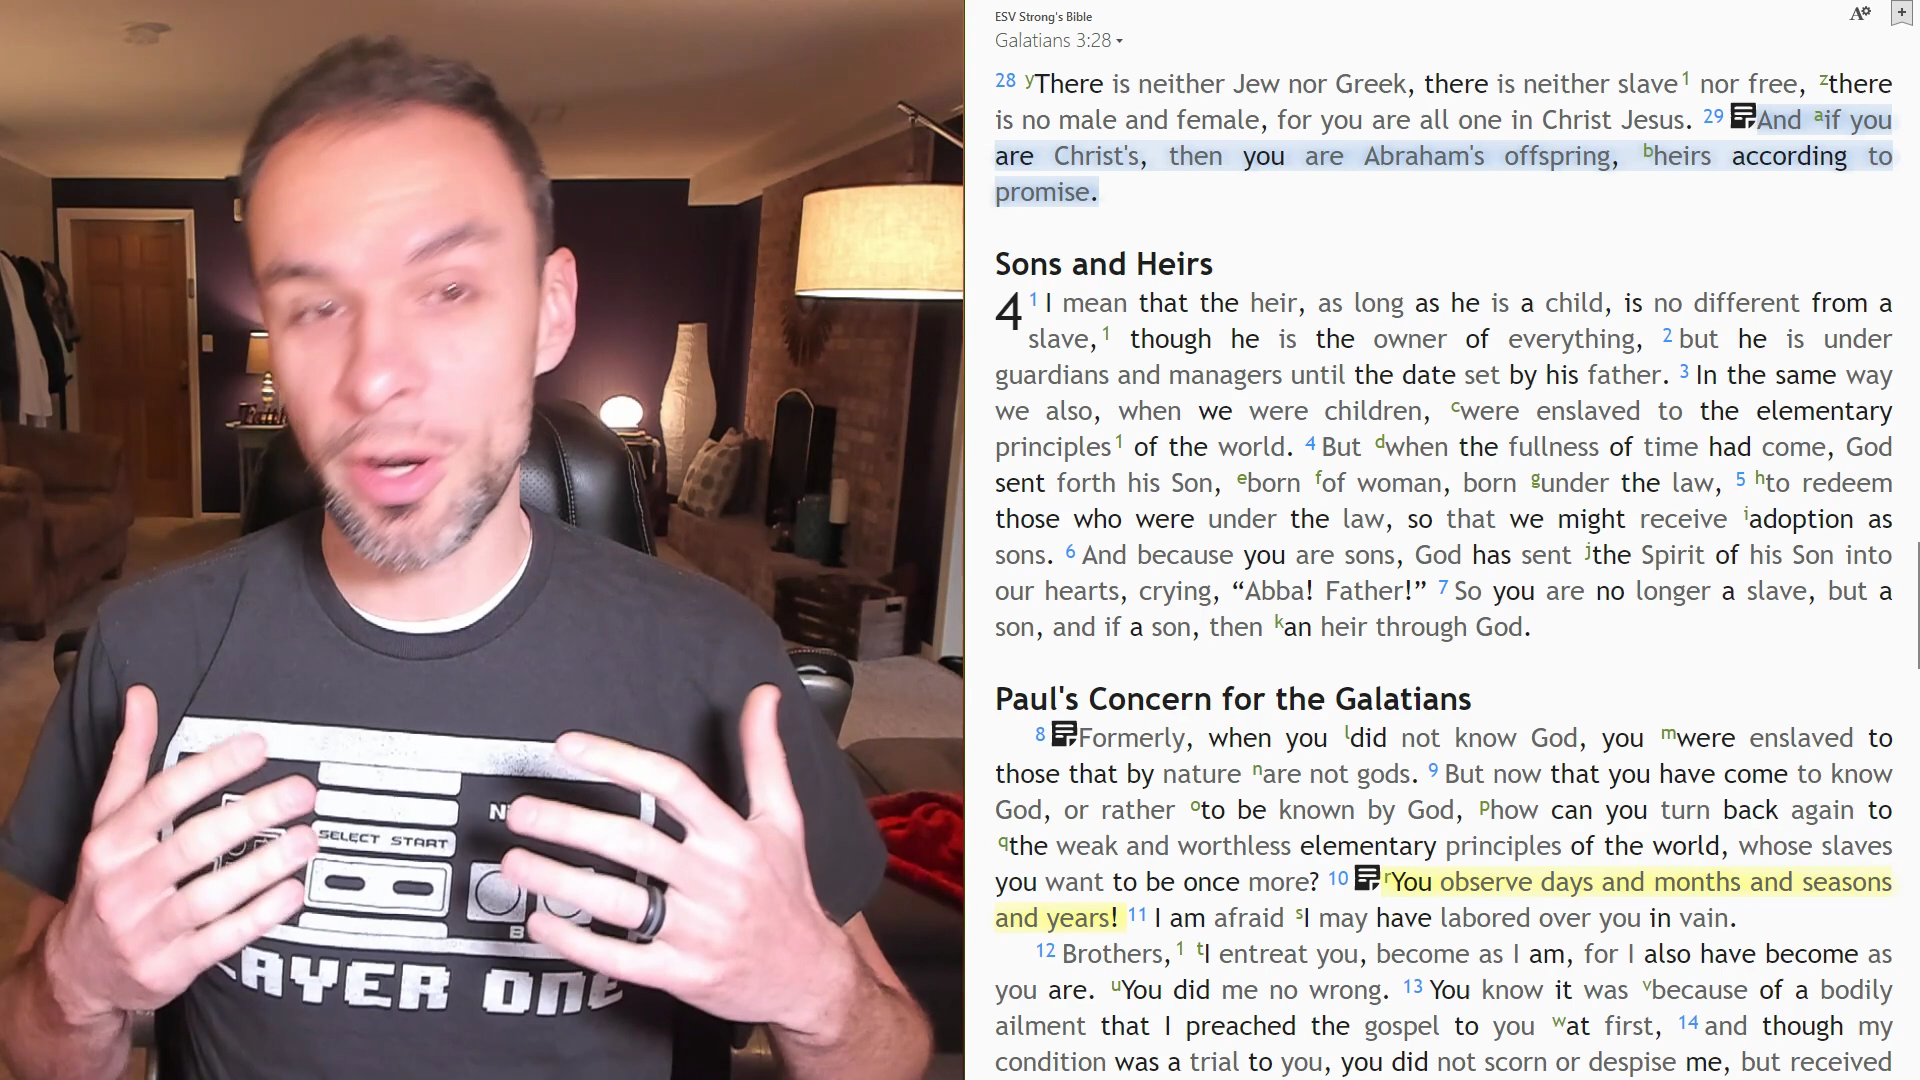 ESV Strong's Bible
Galatians 3:28
28 yThere is neither Jew nor Greek, there is neither slave1 nor free, zthere
is no male and female, for you are all one in Christ Jesus. 29 And aif you
are Christ's, then you are Abraham's offspring, bheirs according to
promise.
Sons and Heirs
4 1 I mean that the heir, as long as he is a child, is no different from a
slave,1 though he is the owner of everything, 2 but he is under
guardians and managers until the date set by his father. 3 In the same way
we also, when we were children, cwere enslaved to the elementary
principles1 of the world. 4 But dwhen the fullness of time had come, God
sent forth his Son, eborn fof woman, born gunder the law, 5 hto redeem
those who were under the law, so that we might receive iadoption as
sons. 6 And because you are sons, God has sent jthe Spirit of his Son into
our hearts, crying, “Abba! Father!” 7 So you are no longer a slave, but a
son, and if a son, then kan heir through God.
Paul's Concern for the Galatians
8 Formerly, when you ldid not know God, you mwere enslaved to
those that by nature nare not gods. 9 But now that you have come to know
God, or rather oto be known by God, phow can you turn back again to
qthe weak and worthless elementary principles of the world, whose slaves
you want to be once more? 10 rYou observe days and months and seasons
and years! 11 I am afraid sI may have labored over you in vain.
12 Brothers,1 tI entreat you, become as I am, for I also have become as
you are. uYou did me no wrong. 13 You know it was vbecause of a bodily
ailment that I preached the gospel to you wat first, 14 and though my
condition was a trial to you, you did not scorn or despise me, but received
Faith
SELECT START
B
AYER ONE